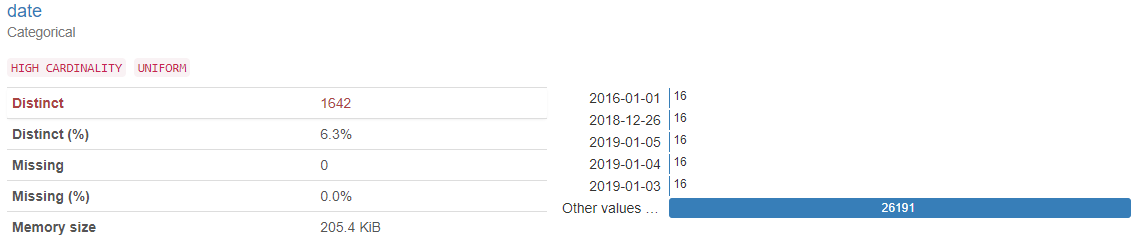 date
Categorical
HIGH CARDINALITY UNIFORM
Distinct 1642
Distinct (%) 6.3%
Missing 0
Missing (%) 0.0%
Memory size 205.4 KiB
2016-01-01 16
2018-12-26 16
2019-01-05 16
2019-01-04 16
2019-01-03 16
Other values … 26191